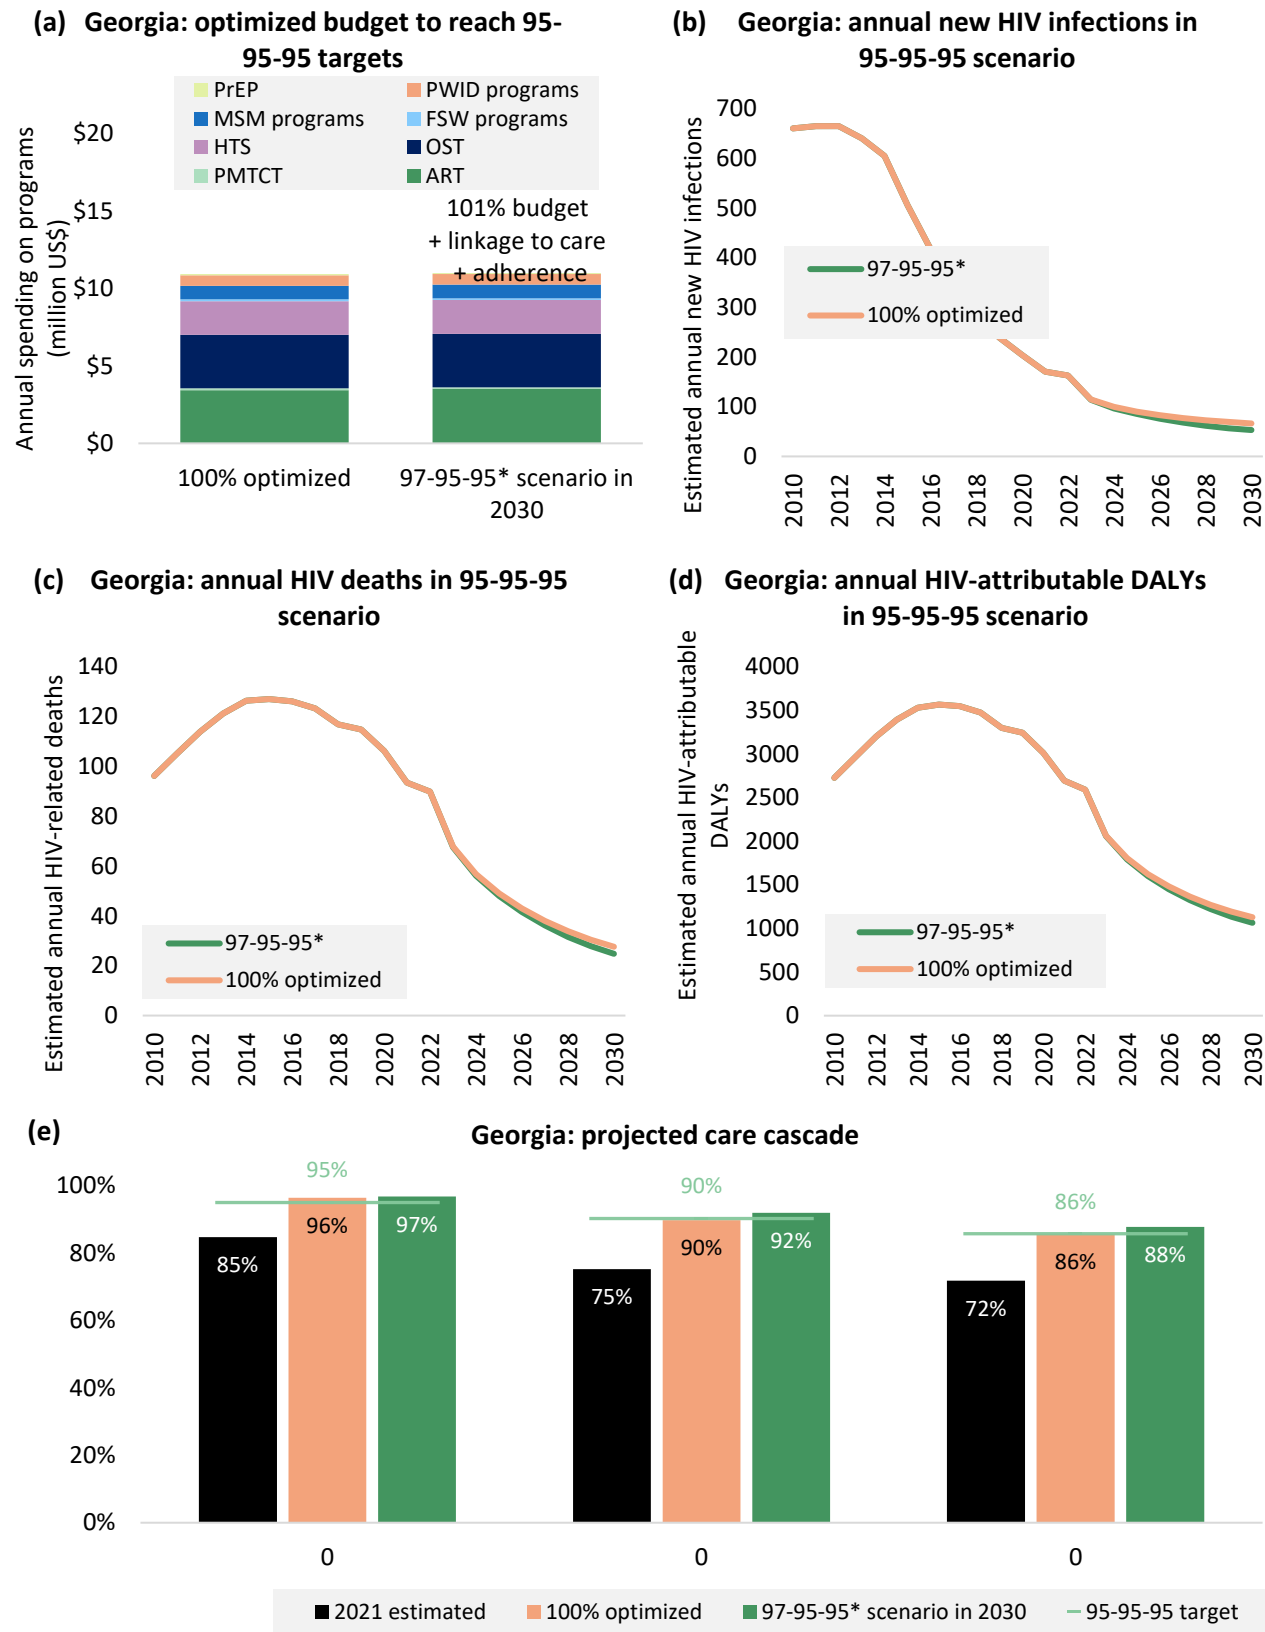 (a) Georgia: optimized budget to reach 95-
95-95 targets
PrEP PWID programs
MSM programs FSW programs
HTS OST
PMTCT ART
Annual spending on programs
(million US$)
$20
$15
$10
$5
$0
101% budget
+ linkage to care
+ adherence
100% optimized 97-95-95* scenario in
2030
(b) Georgia: annual new HIV infections in
95-95-95 scenario
Estimated annual new HIV infections
700
600
500
400
300
200
100
0
97-95-95*
100% optimized
2010 2012 2014 2016 2018 2020 2022 2024 2026 2028 2030
(c) Georgia: annual HIV deaths in 95-95-95
scenario
Estimated annual HIV-related deaths
140
120
100
80
60
40
20
0
97-95-95*
100% optimized
2010 2012 2014 2016 2018 2020 2022 2024 2026 2028 2030
(d) Georgia: annual HIV-attributable DALYs
in 95-95-95 scenario
Estimated annual HIV-attributable
DALYs
4000
3500
3000
2500
2000
1500
1000
500
0
97-95-95*
100% optimized
2010 2012 2014 2016 2018 2020 2022 2024 2026 2028 2030
(e) Georgia: projected care cascade
100%
80%
60%
40%
20%
0%
95% 90% 86%
85% 96% 97%
75% 90% 92%
72% 86% 88%
0 0 0
2021 estimated 100% optimized 97-95-95* scenario in 2030 95-95-95 target